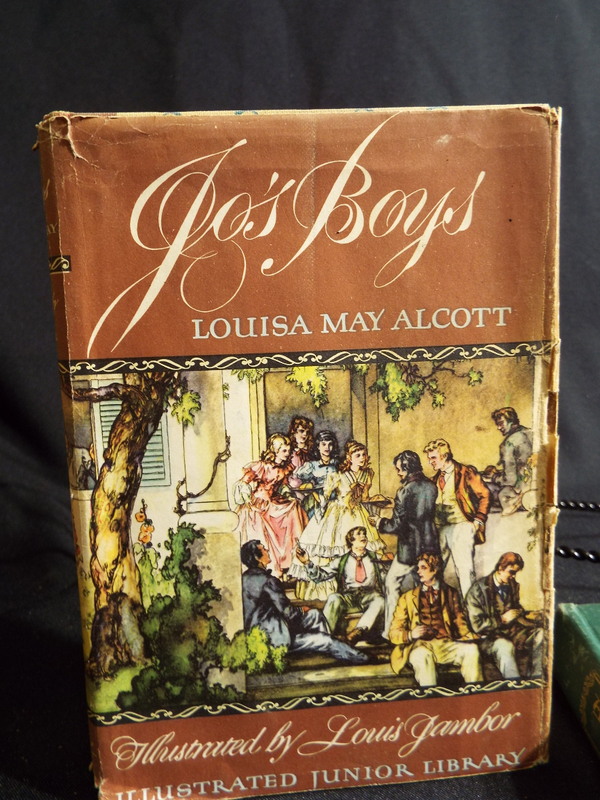 Jo's Boys
LOUISA MAY ALCOTT
Illustrated by Louis Jambor
ILLUSTRATED JUNIOR LIBRARY